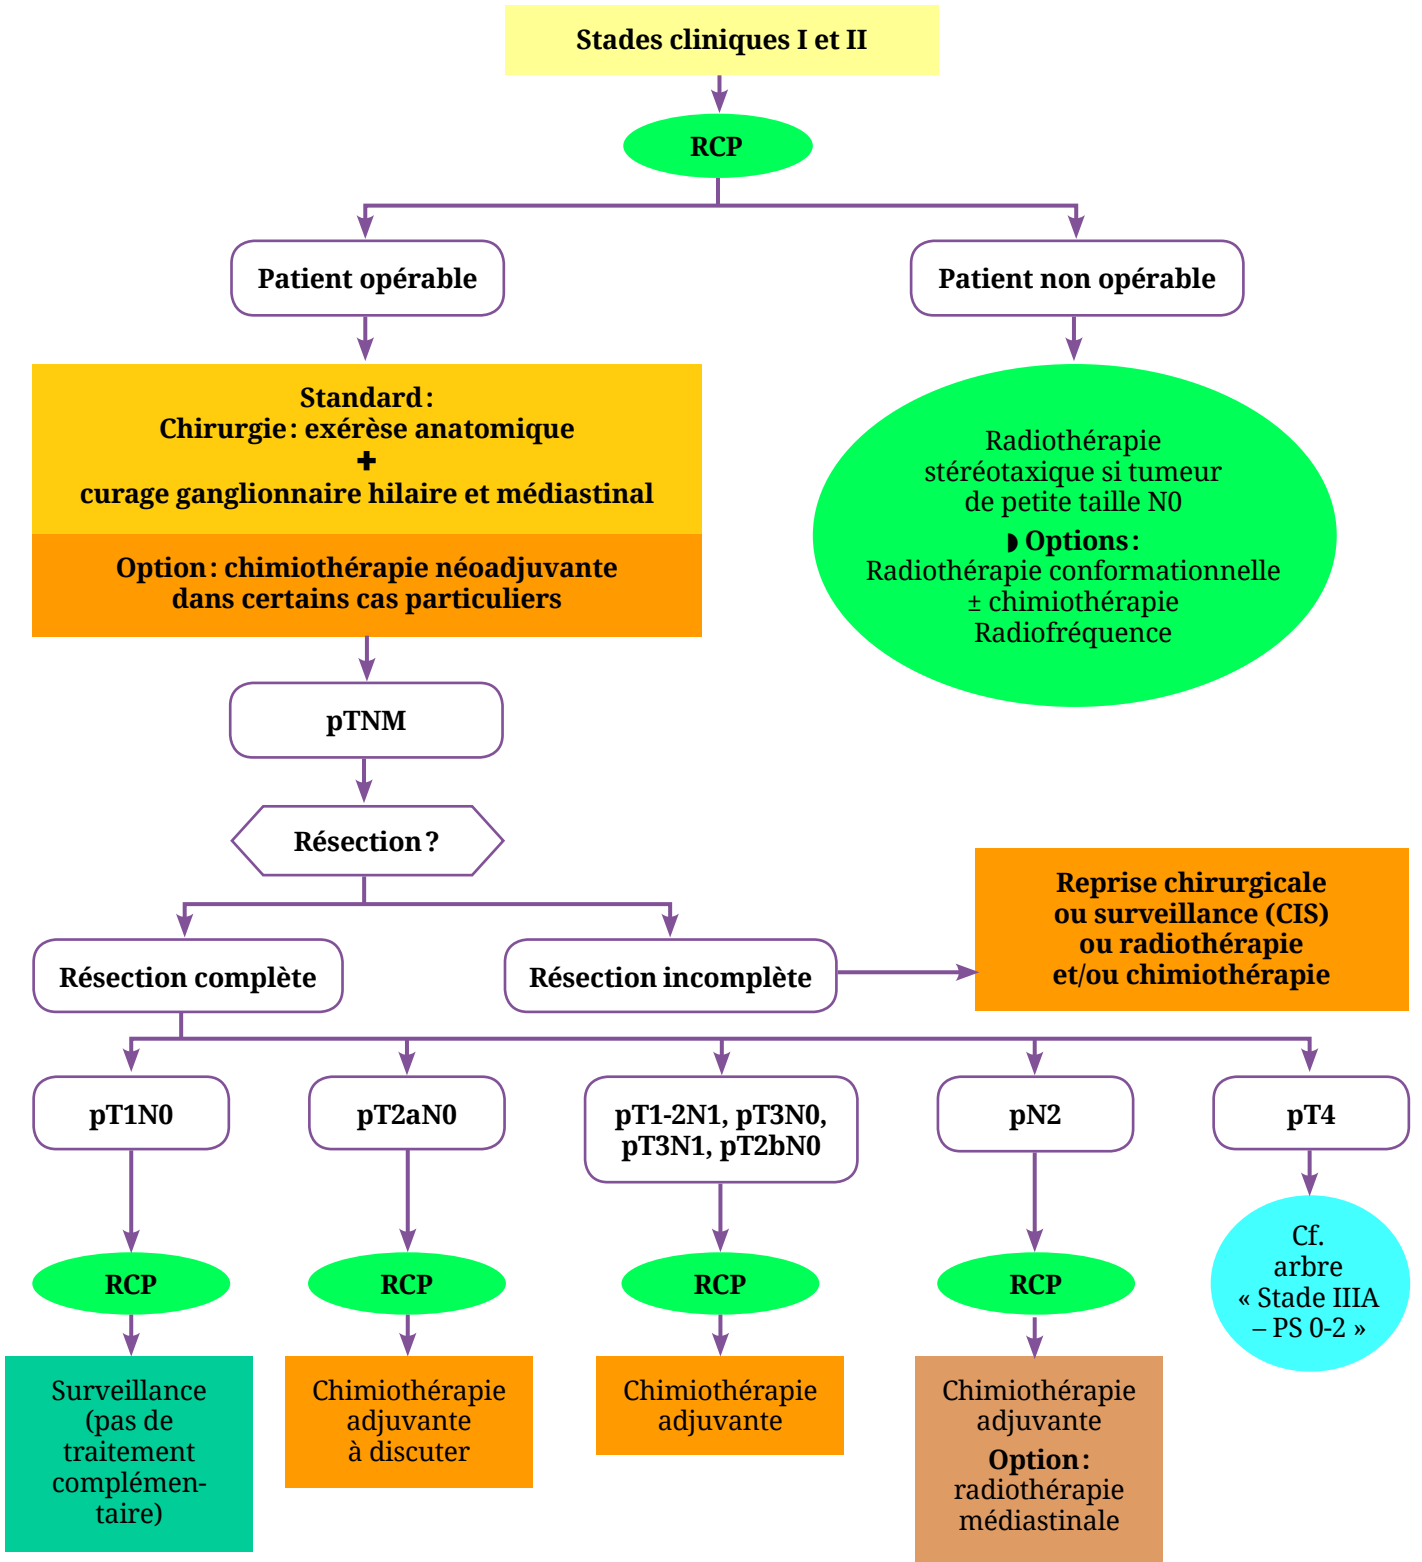 Stades cliniques I et II
RCP
Patient opérable
Patient non opérable
Standard :
Chirurgie : exérèse anatomique
+
curage ganglionnaire hilaire et médiastinal
Option : chimiothérapie néoadjuvante
dans certains cas particuliers
Radiothérapie
stéréotaxique si tumeur
de petite taille N0
◗ Options :
Radiothérapie conformationnelle
± chimiothérapie
Radiofréquence
pTNM
Résection ?
Résection complète
Résection incomplète
Reprise chirurgicale
ou surveillance (CIS)
ou radiothérapie
et/ou chimiothérapie
pT1N0
pT2aN0
pT1-2N1, pT3N0,
pT3N1, pT2bN0
pN2
pT4
RCP
RCP
RCP
RCP
Cf.
arbre
« Stade IIIA
– PS 0-2 »
Surveillance
(pas de
traitement
complémen-
taire)
Chimiothérapie
adjuvante
à discuter
Chimiothérapie
adjuvante
Chimiothérapie
adjuvante
Option :
radiothérapie
médiastinale